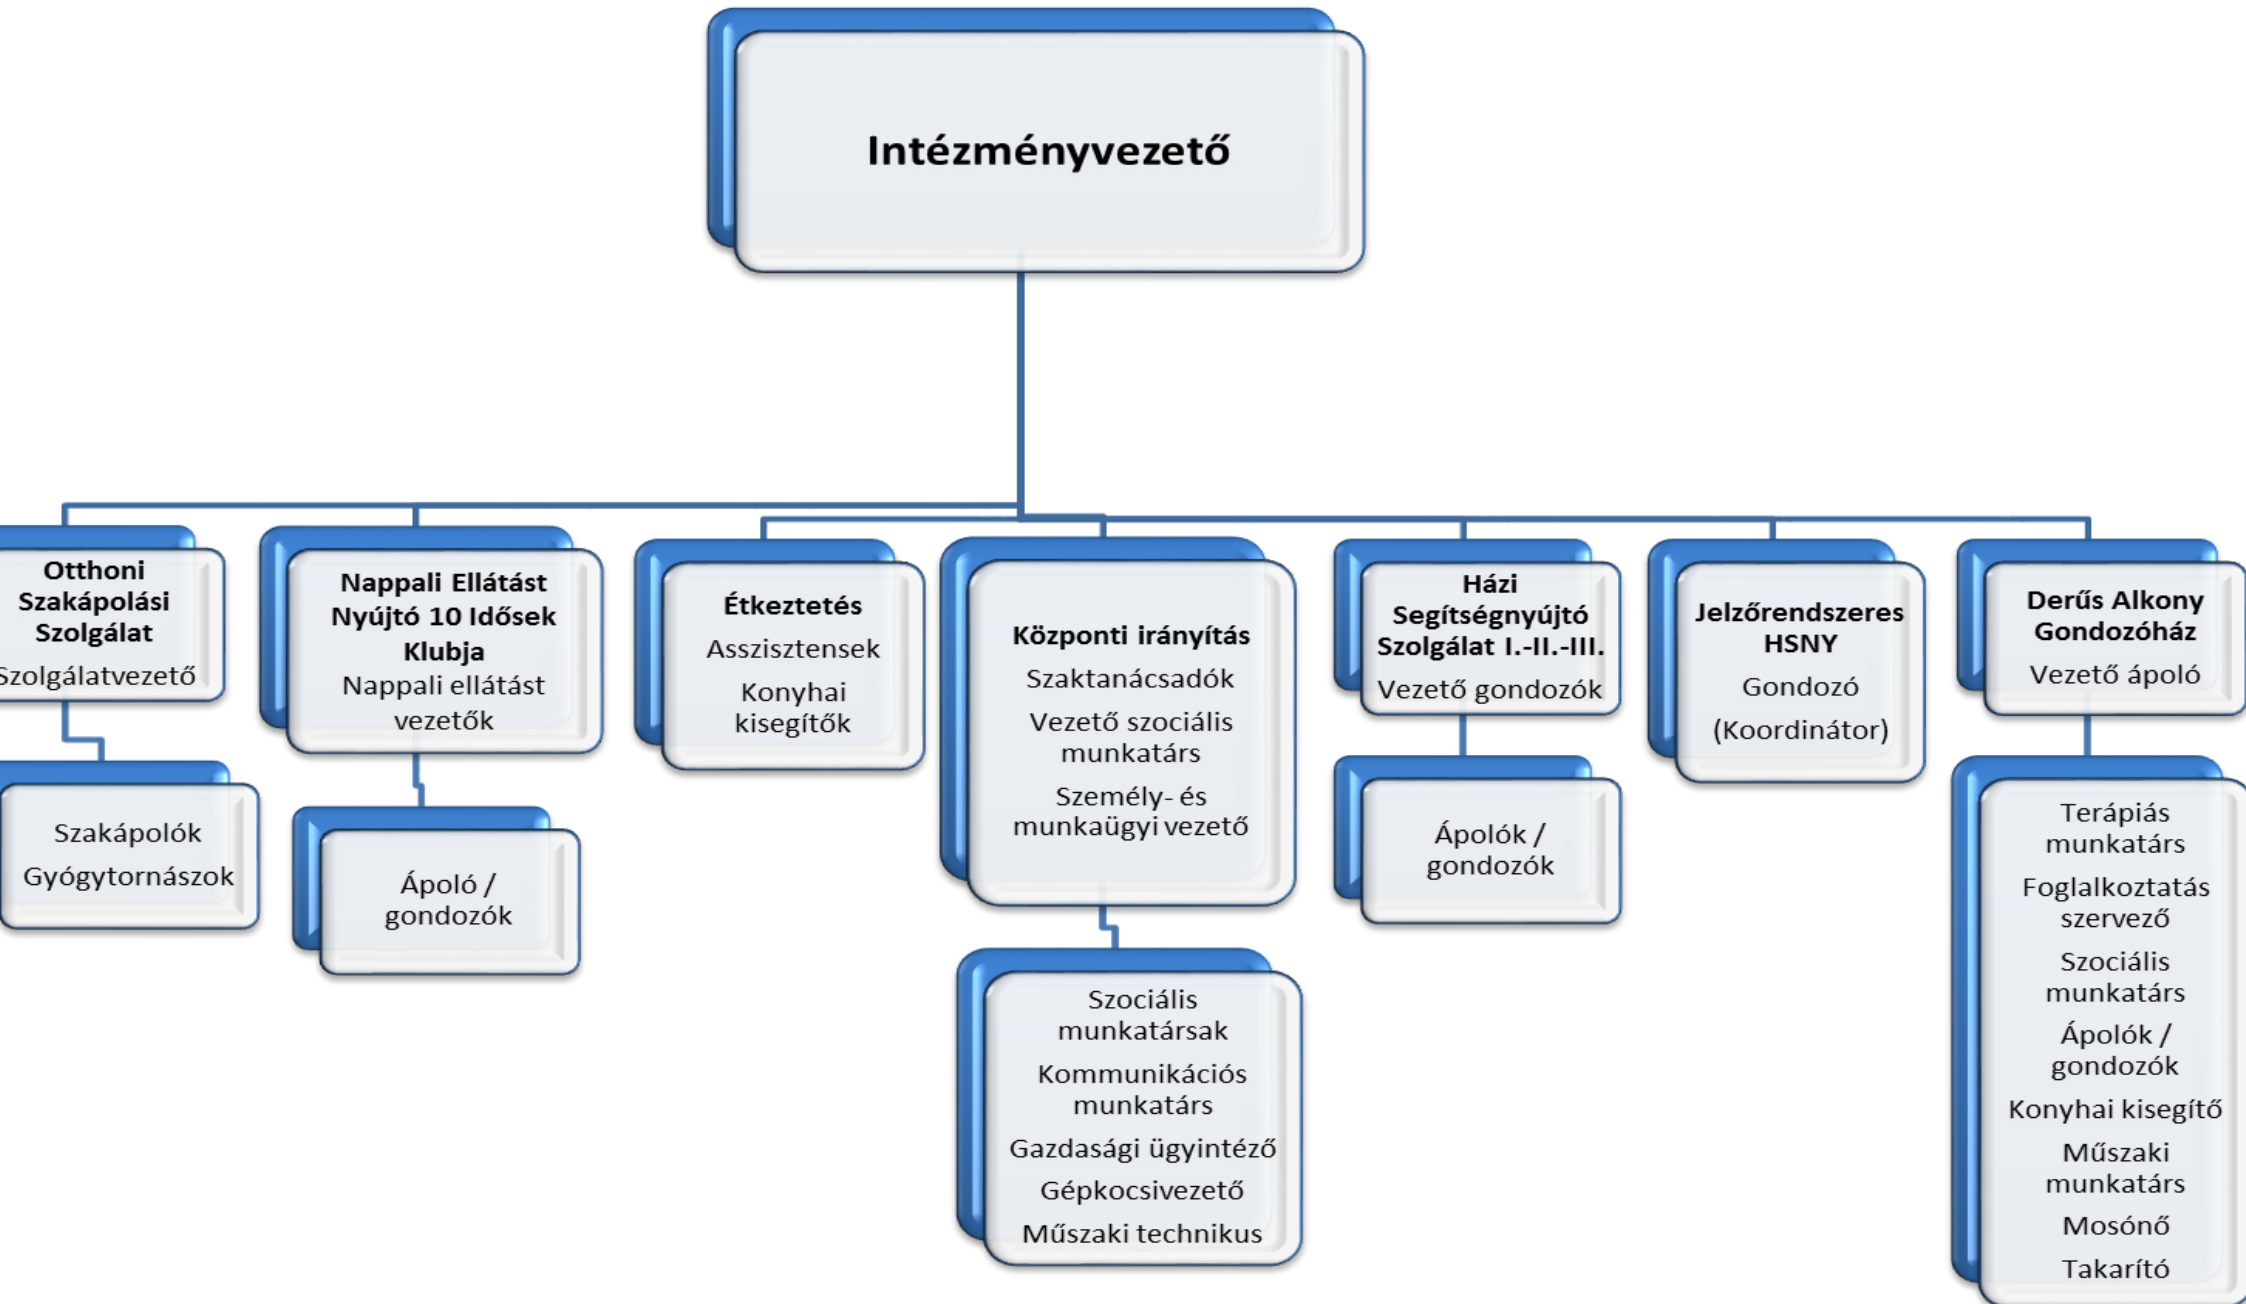 Intézményvezető
Otthoni
Szakápolási
Szolgálat
Szolgálatvezető
Szakápolók
Gyógytornászok
Nappali Ellátást
Nyújtó 10 Idősek
Klubja
Nappali ellátást
vezetők
Ápoló /
gondozók
Étkeztetés
Asszisztensek
Konyhai
kisegítők
Központi irányítás
Szaktanácsadók
Vezető szociális
munkatárs
Személy- és
munkaügyi vezető
Szociális
munkatársak
Kommunikációs
munkatárs
Gazdasági ügyintéző
Gépkocsivezető
Műszaki technikus
Házi
Segítségnyújtó
Szolgálat I.-II.-III.
Vezető gondozók
Ápolók /
gondozók
Jelzőrendszeres
HSNY
Gondozó
(Koordinátor)
Derűs Alkony
Gondozóház
Vezető ápoló
Terápiás
munkatárs
Foglalkoztatás
szervező
Szociális
munkatárs
Ápolók /
gondozók
Konyhai kisegítő
Műszaki
munkatárs
Mosónő
Takarító